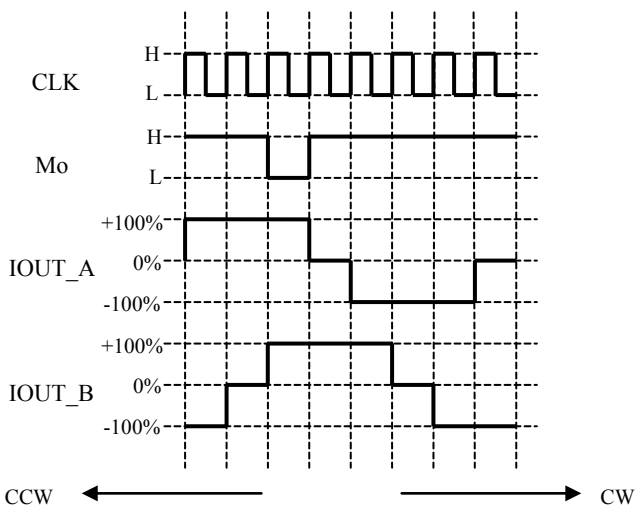 H
CLK
L
H
Mo
L
+100%
IOUT_A
0%
-100%
+100%
IOUT_B
0%
-100%
CCW
CW